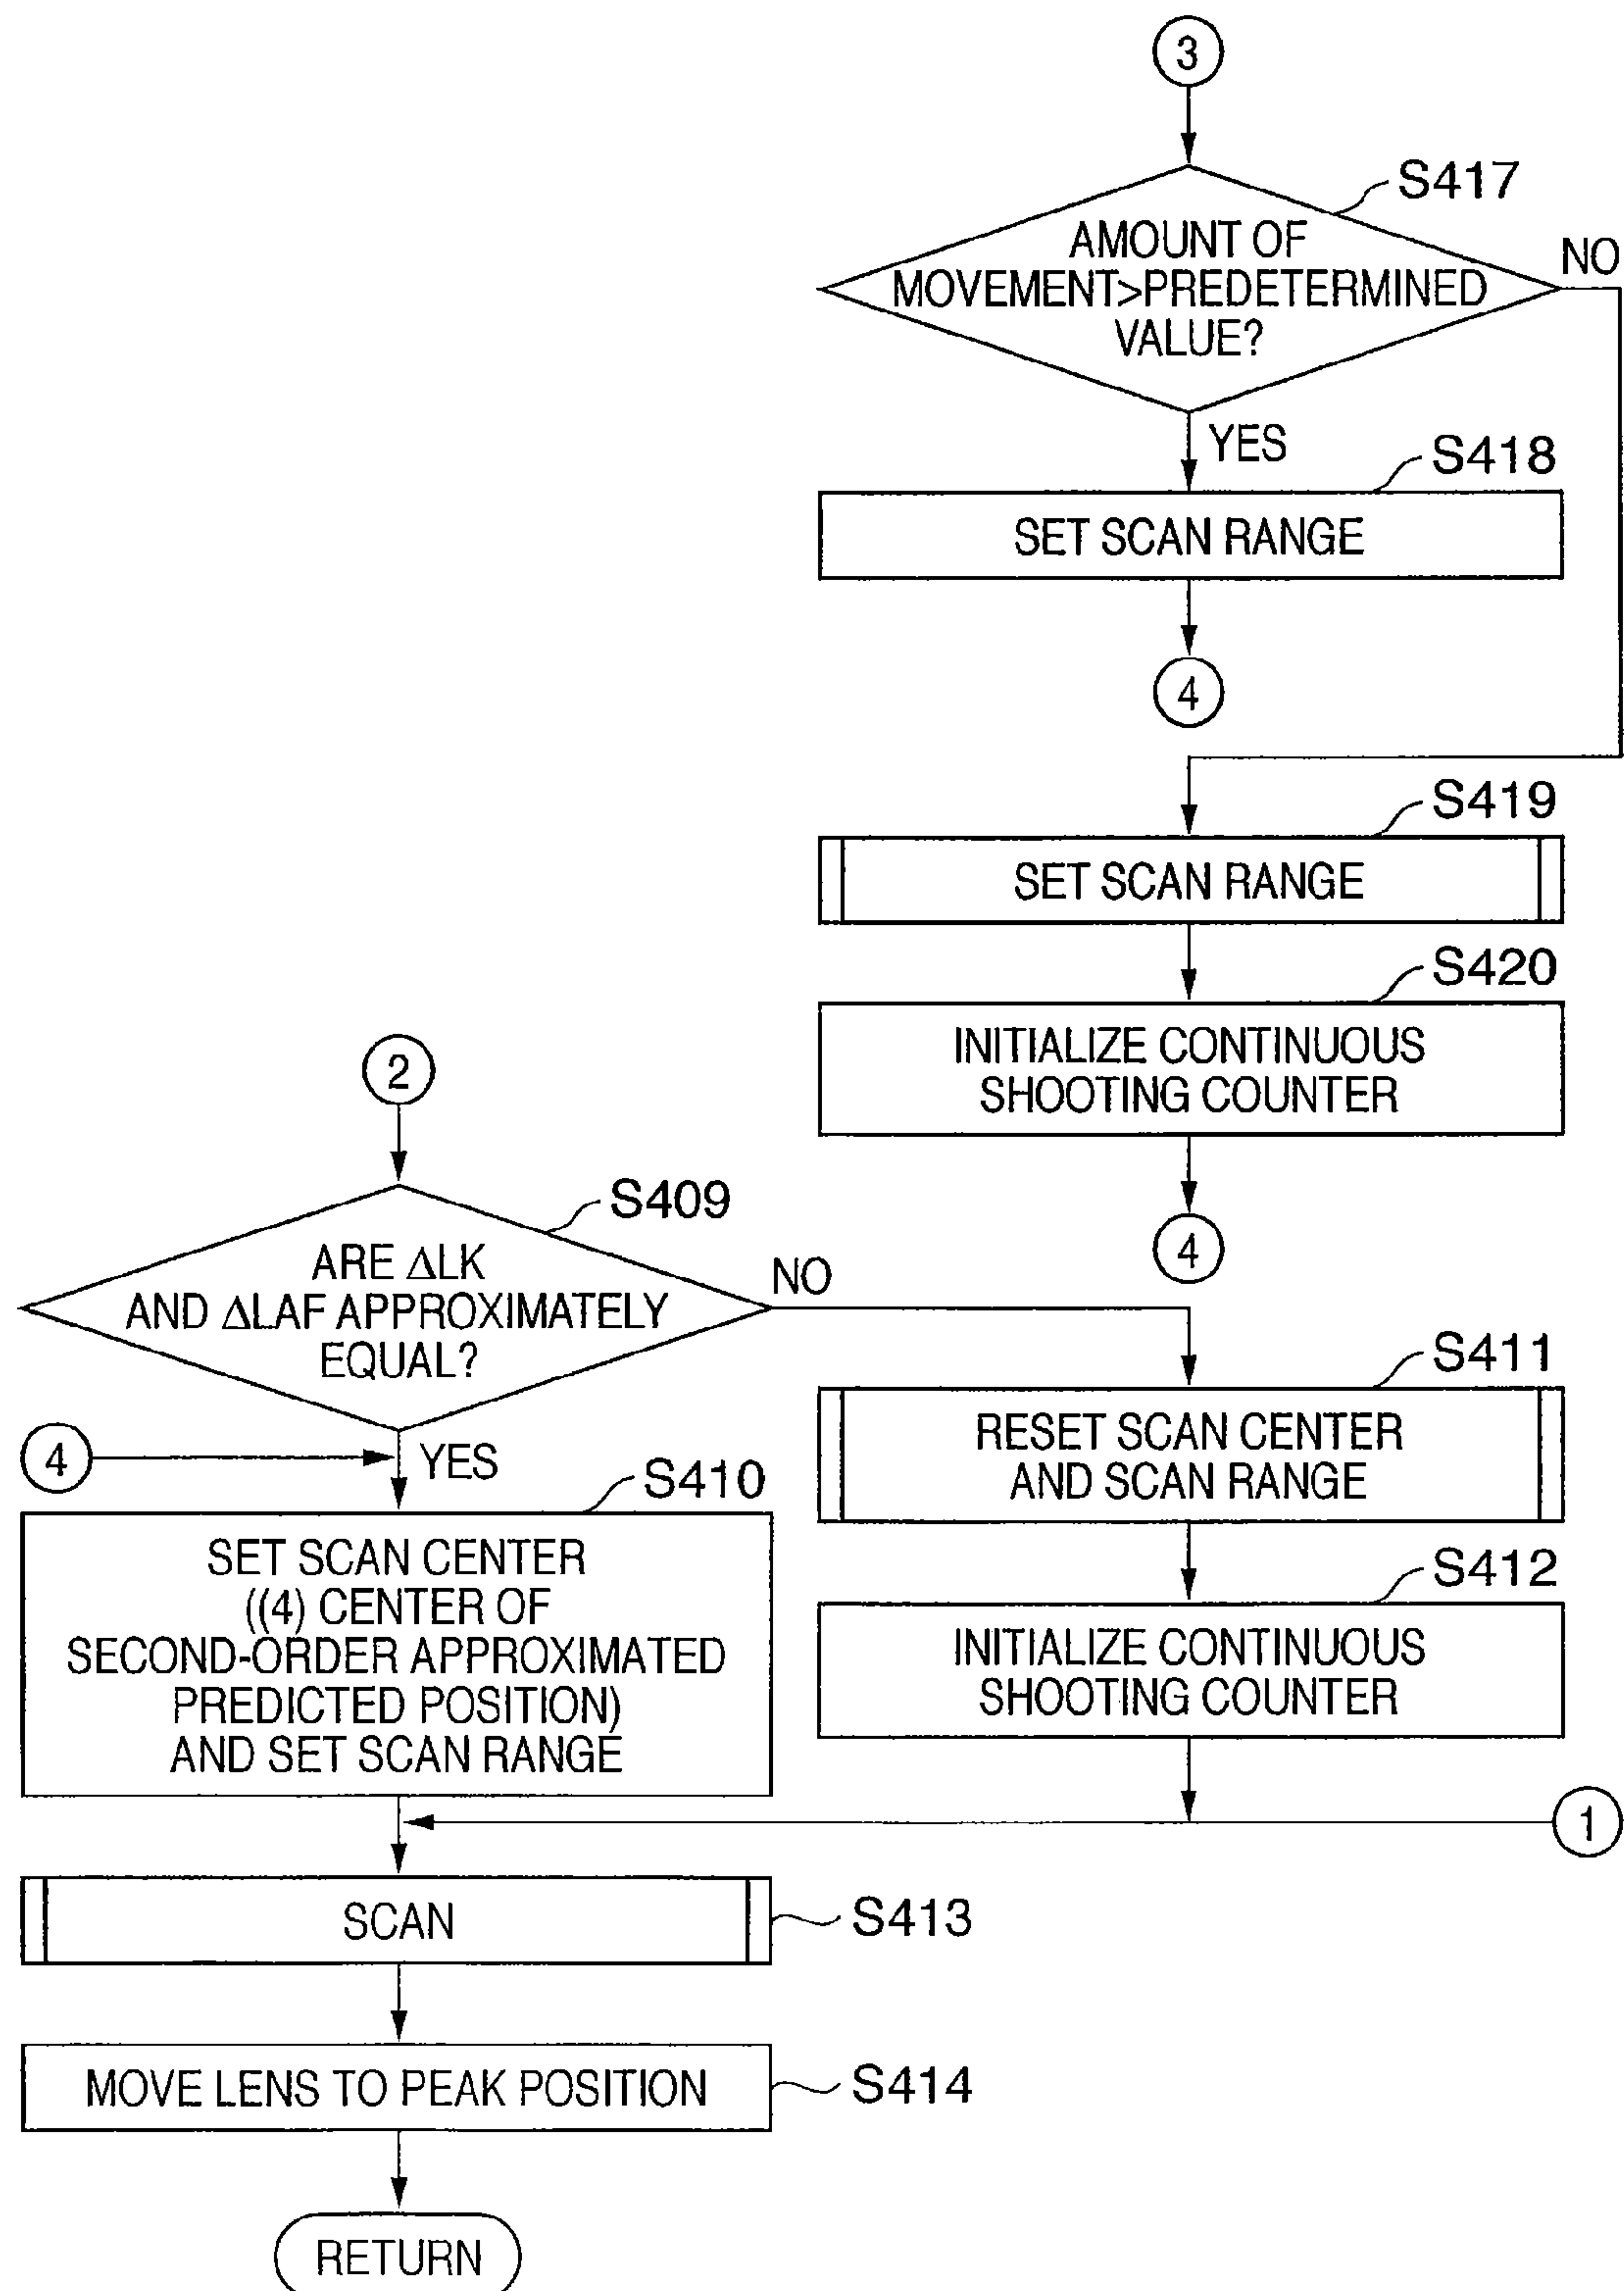 3
S417
AMOUNT OF
MOVEMENT>PREDETERMINED
VALUE?
NO
YES
S418
SET SCAN RANGE
4
S419
SET SCAN RANGE
S420
INITIALIZE CONTINUOUS
SHOOTING COUNTER
4
2
S409
ARE ΔLK
AND ΔLAF APPROXIMATELY
EQUAL?
NO
YES
4
S410
SET SCAN CENTER
((4) CENTER OF
SECOND-ORDER APPROXIMATED
PREDICTED POSITION)
AND SET SCAN RANGE
S411
RESET SCAN CENTER
AND SCAN RANGE
S412
INITIALIZE CONTINUOUS
SHOOTING COUNTER
1
SCAN
S413
MOVE LENS TO PEAK POSITION
S414
RETURN